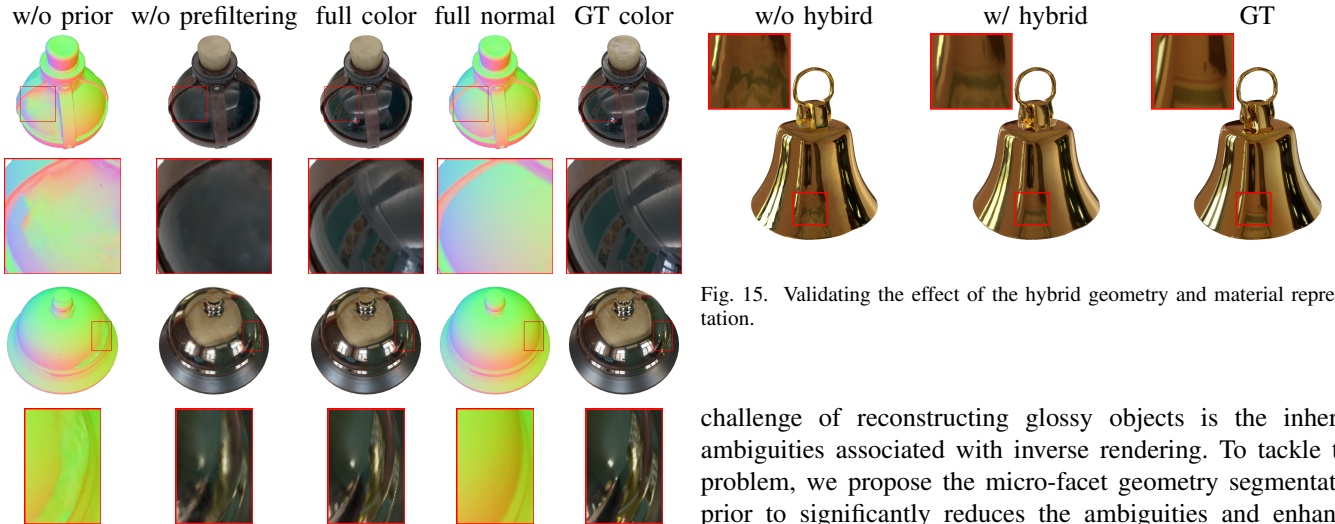 w/o prior w/o prefiltering full color full normal GT color
w/o hybird w/ hybrid GT
Fig. 15. Validating the effect of the hybrid geometry and material repre
tation.
challenge of reconstructing glossy objects is the inher
ambiguities associated with inverse rendering. To tackle t
problem, we propose the micro-facet geometry segmentat
prior to significantly reduces the ambiguities and enhan